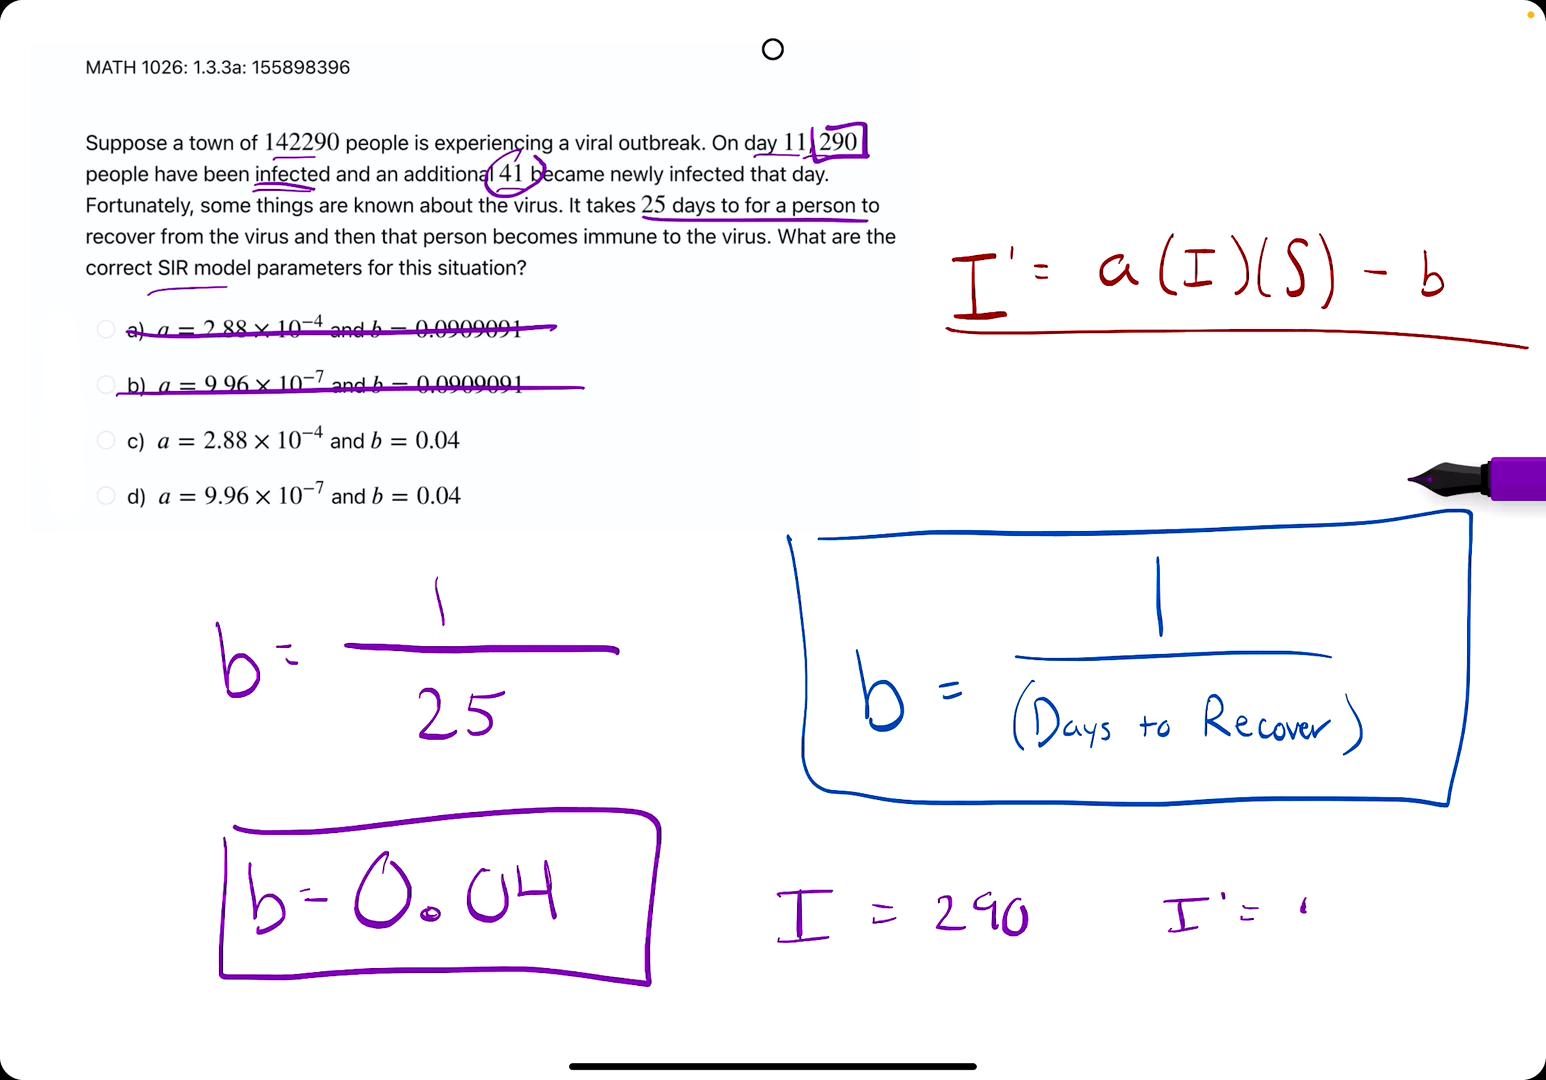 MATH 1026: 1.3.3a: 155898396
Suppose a town of 142290 people is experiencing a viral outbreak. On day 11, 290
people have been infected and an additional 41 became newly infected that day.
Fortunately, some things are known about the virus. It takes 25 days to for a person to
recover from the virus and then that person becomes immune to the virus. What are the
correct SIR model parameters for this situation?
a) a = 2.88 × 10⁻⁴ and b = 0.0909091
b) a = 9.96 × 10⁻⁷ and b = 0.0909091
c) a = 2.88 × 10⁻⁴ and b = 0.04
d) a = 9.96 × 10⁻⁷ and b = 0.04
I' = a(I)(S) - b
b = 1
25
b = 0.04
b = 1
(Days to Recover)
I = 290 I' =